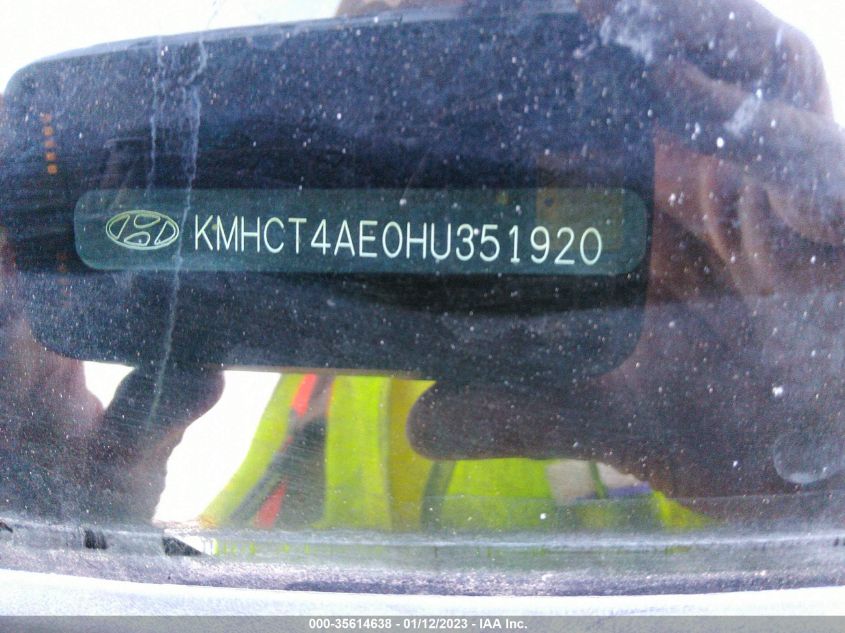 KMHCT4AE0HU351920
000-35614638 - 01/12/2023 - IAA Inc.